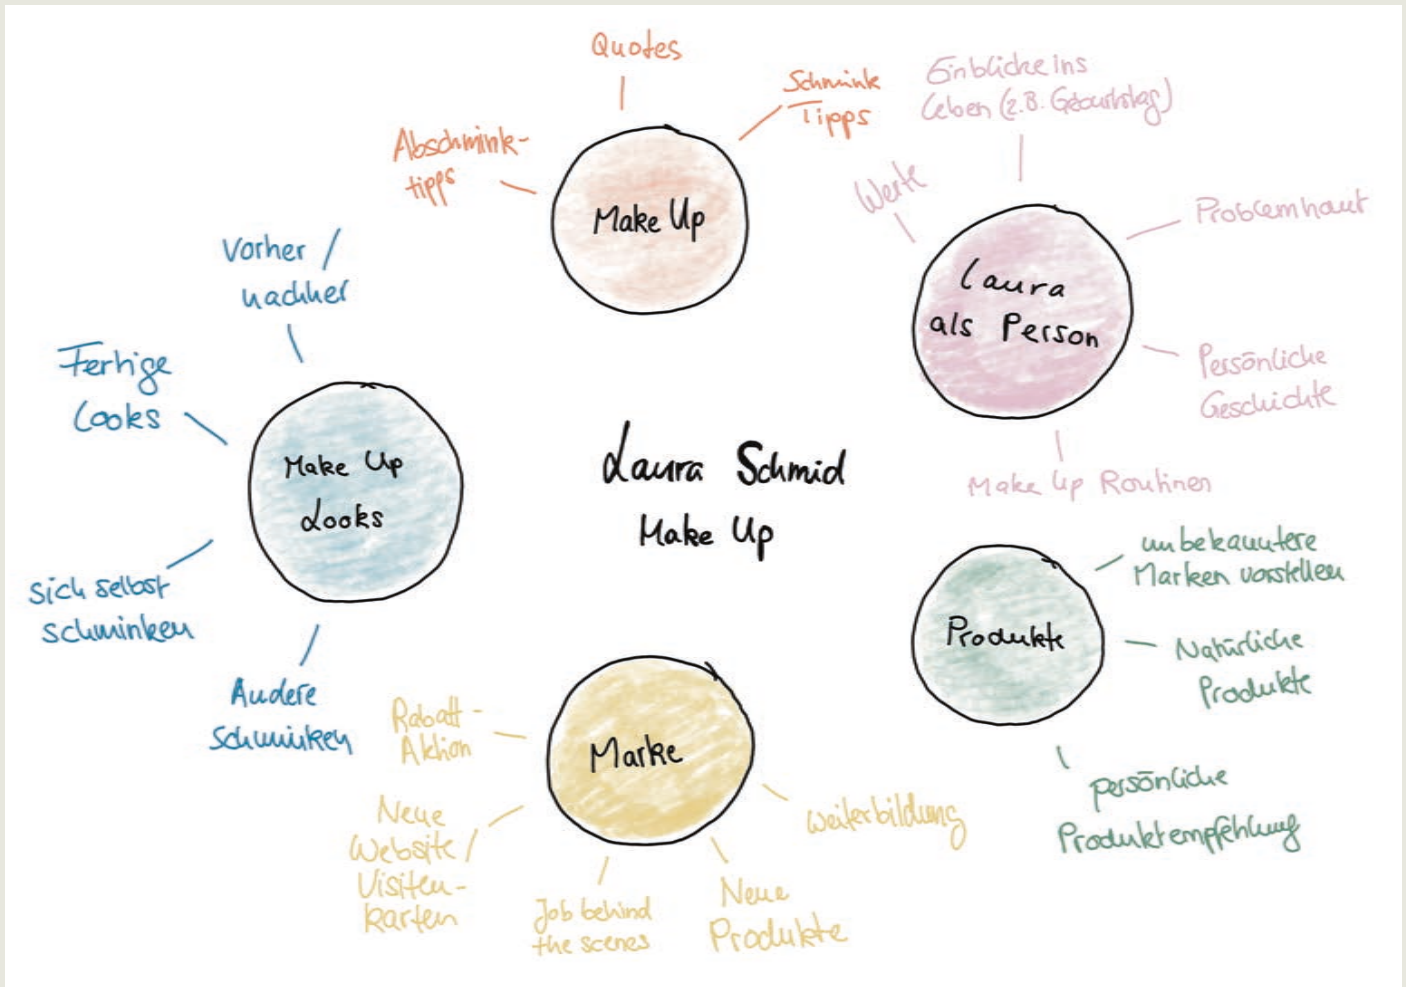 Laura Schmid
Make Up
Make Up
Quotes
Schmink
Tipps
Abschmink-
tipps
Laura
als Person
Einblicke ins
Leben (z.B. Geburtstag)
Werte
Problemhaut
Persönliche
Geschichte
Make Up Routinen
Produkte
unbekanntere
Marken vorstellen
Natürliche
Produkte
persönliche
Produktempfehlung
Marke
Weiterbildung
Neue
Produkte
Job behind
the scenes
Neue
Website /
Visiten-
karten
Rabatt-
Aktion
Make Up
Looks
Vorher /
nachher
Fertige
Looks
sich selbst
schminken
Andere
schminken